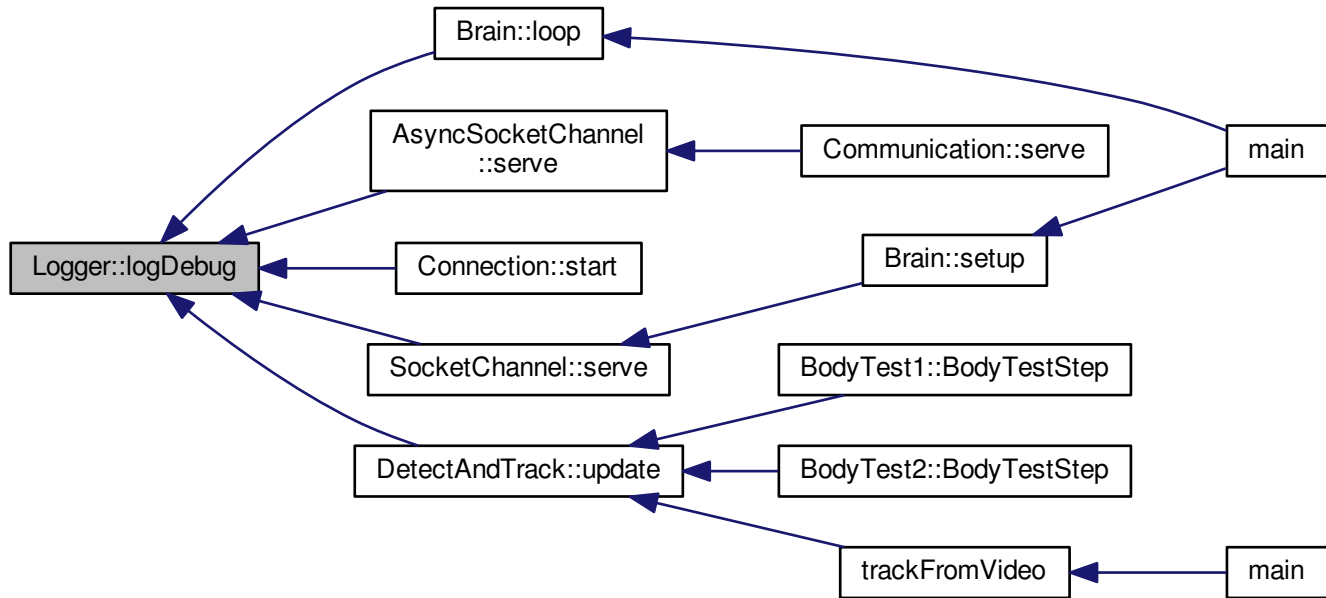 Brain::loop
AsyncSocketChannel
::serve
Communication::serve
main
Logger::logDebug
Connection::start
Brain::setup
SocketChannel::serve
BodyTest1::BodyTestStep
DetectAndTrack::update
BodyTest2::BodyTestStep
trackFromVideo
main